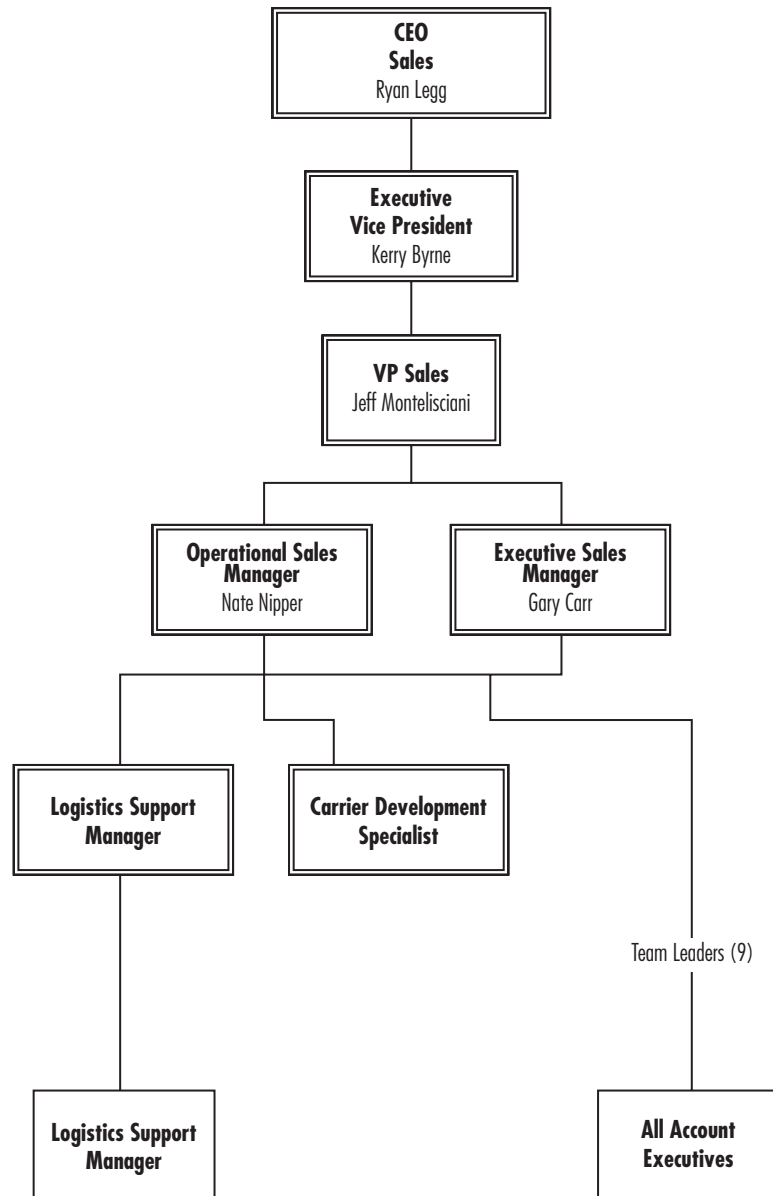 CEO
Sales
Ryan Legg
Executive
Vice President
Kerry Byrne
VP Sales
Jeff Montelisciani
Operational Sales
Manager
Nate Nipper
Executive Sales
Manager
Gary Carr
Logistics Support
Manager
Carrier Development
Specialist
Team Leaders (9)
Logistics Support
Manager
All Account
Executives